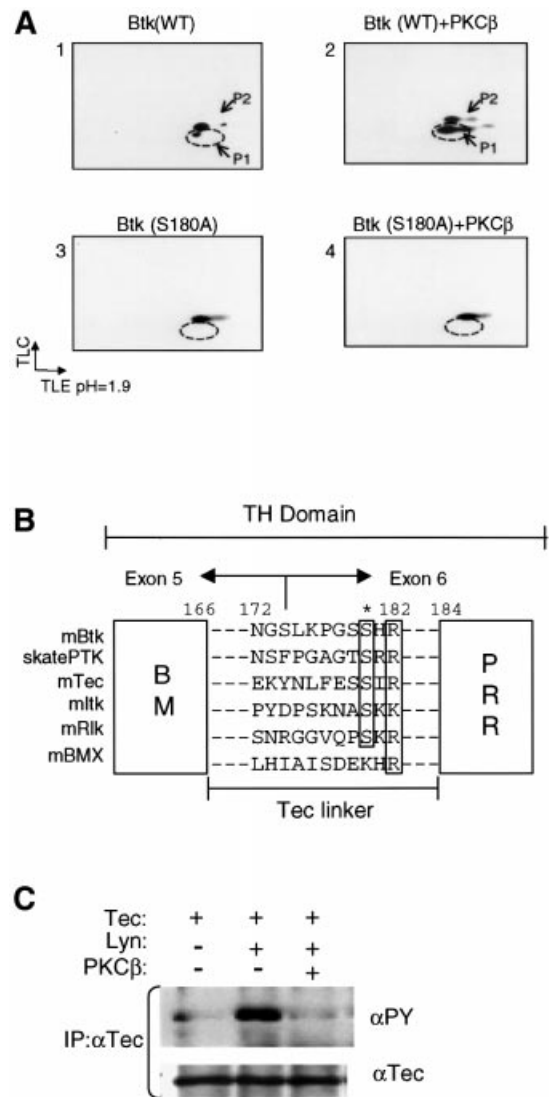 A
Btk(WT)
Btk (WT)+PKCβ
1
P2
P1
2
P2
P1
Btk (S180A)
Btk (S180A)+PKCβ
3
4
TLC
TLE pH=1.9
B
TH Domain
Exon 5
Exon 6
166 172 * 182 184
mBtk
skatePTK
mTec
mItk
mRlk
mBMX
BM
---NGSLKPGSSHR---
---NSFPGAGTSRR---
---EKYNLFESSIR---
---PYDPSKNASKK---
---SNRGGVQPSKR---
---LHIAISDEKHR---
PRR
Tec linker
C
Tec: + + +
Lyn: - + +
PKCβ: - - +
IP:αTec
αPY
αTec